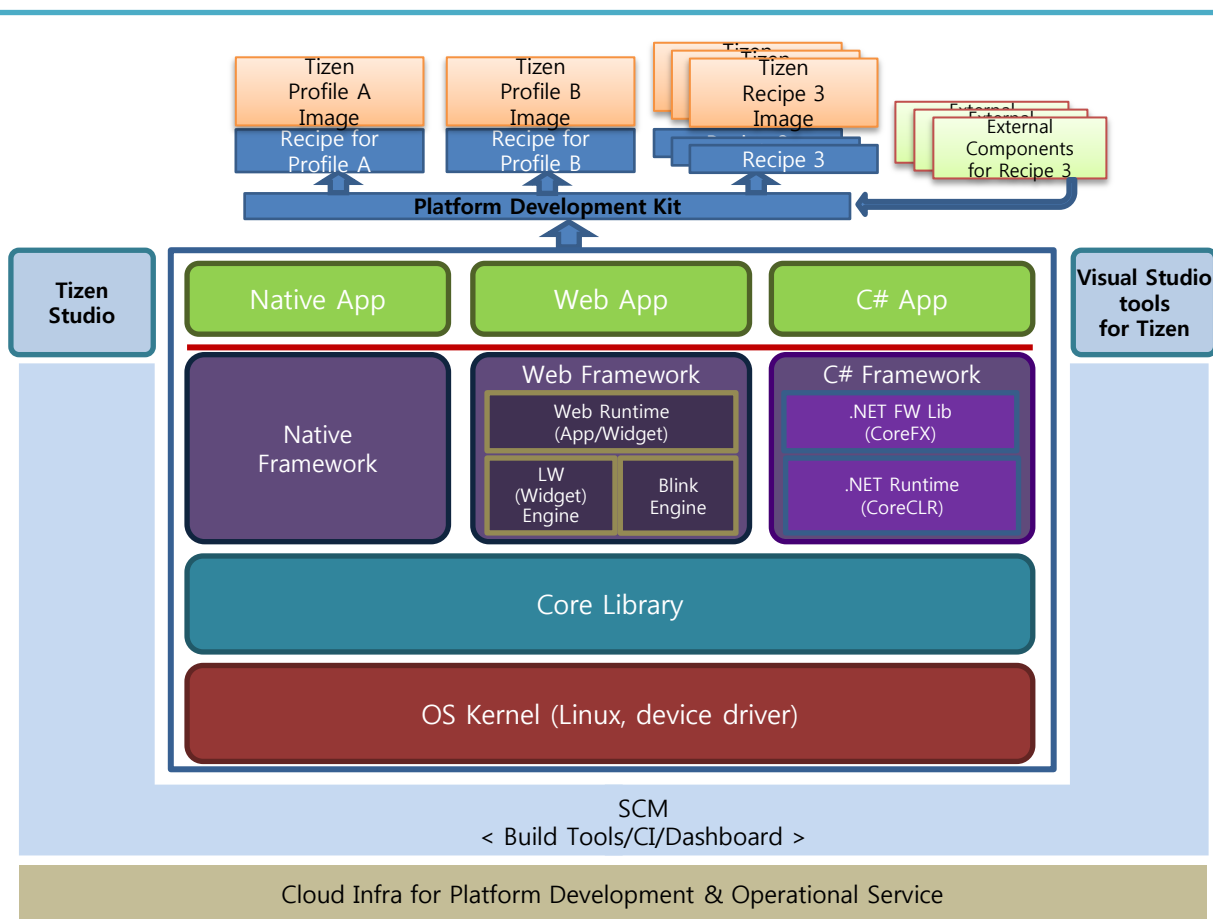 Tizen
Profile A
Image
Recipe for
Profile A
Tizen
Profile B
Image
Recipe for
Profile B
Tizen
Tizen
Tizen
Recipe 3
Image
Recipe 3
External
External
External
Components
for Recipe 3
Platform Development Kit
Tizen
Studio
Visual Studio
tools
for Tizen
Native App
Web App
C# App
Native
Framework
Web Framework
Web Runtime
(App/Widget)
LW
(Widget)
Engine
Blink
Engine
C# Framework
.NET FW Lib
(CoreFX)
.NET Runtime
(CoreCLR)
Core Library
OS Kernel (Linux, device driver)
SCM
< Build Tools/CI/Dashboard >
Cloud Infra for Platform Development & Operational Service